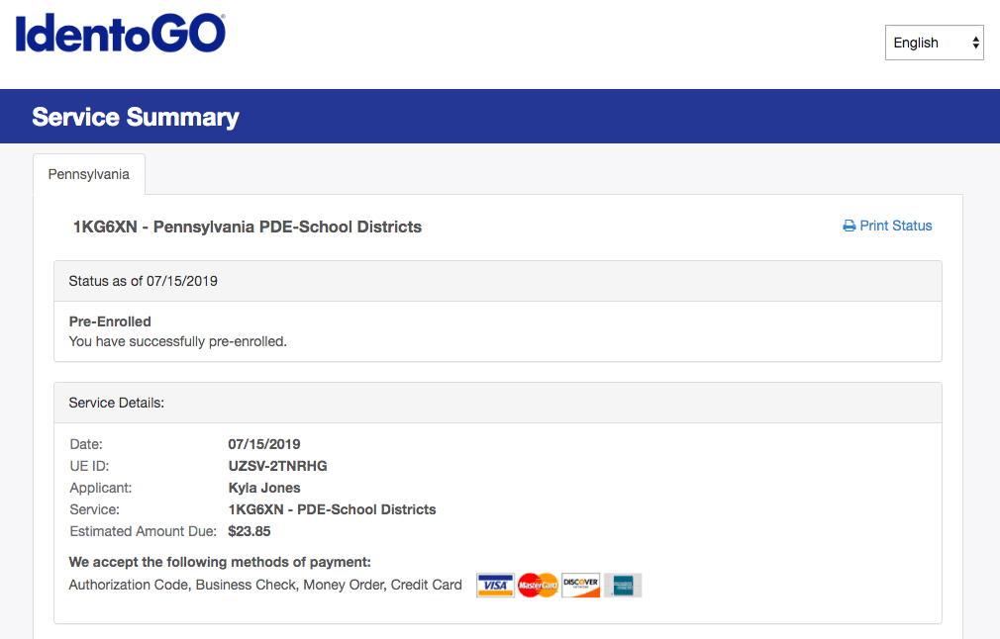 IdentoGO
English
Service Summary
Pennsylvania
1KG6XN - Pennsylvania PDE-School Districts
Print Status
Status as of 07/15/2019
Pre-Enrolled
You have successfully pre-enrolled.
Service Details:
Date: 07/15/2019
UE ID: UZSV-2TNRHG
Applicant: Kyla Jones
Service: 1KG6XN - PDE-School Districts
Estimated Amount Due: $23.85
We accept the following methods of payment:
Authorization Code, Business Check, Money Order, Credit Card VISA MasterCard DISCOVER